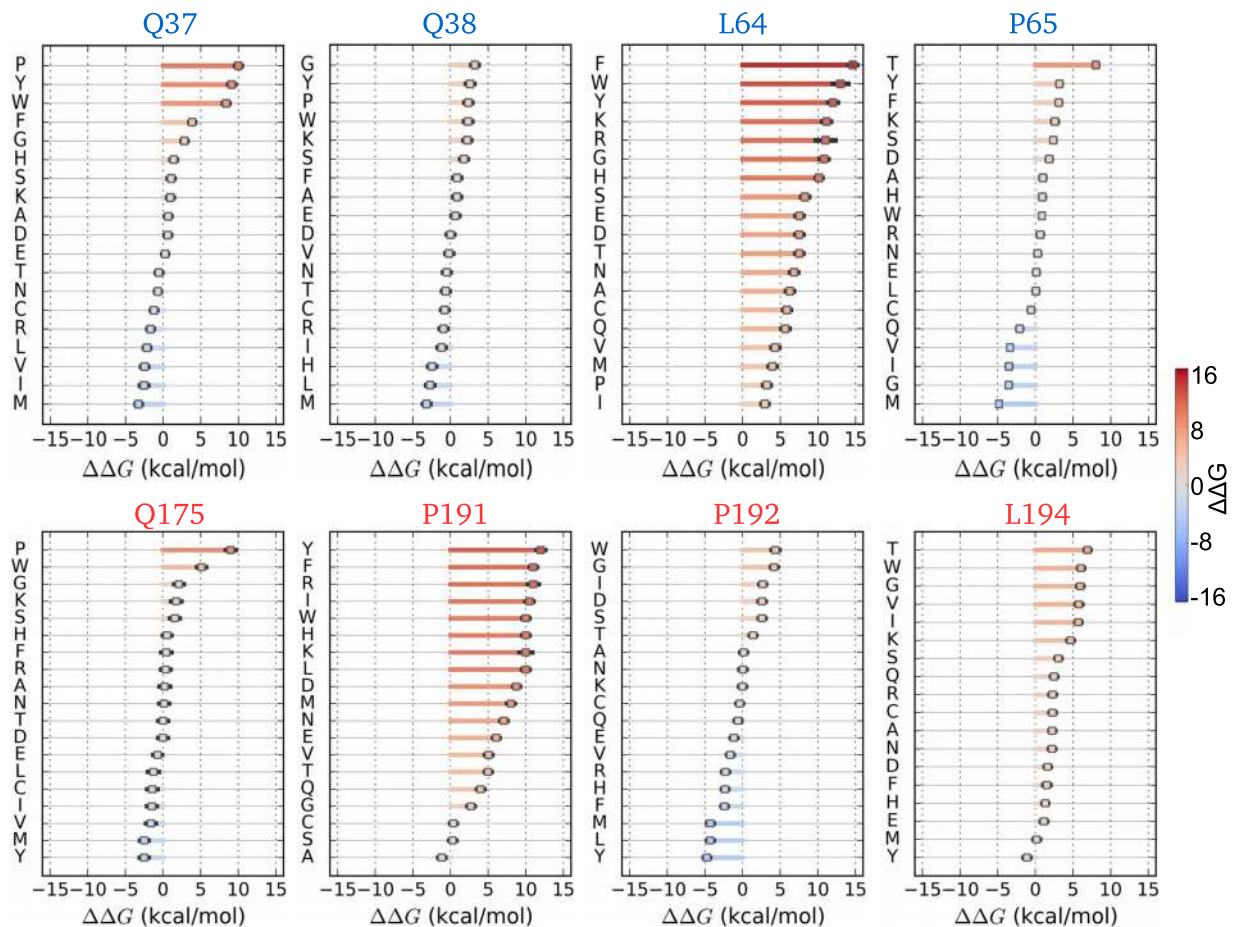 Q37 Q38 L64 P65
P G F T
Y Y W Y
W P Y F
F W K K
G K R S
H S G D
S F H A
K A S H
A E E W
D D D R
E V T N
T N N E
N T A L
C C C C
R R Q Q
L I V V
V H M I
I L P G
M M I M
−15−10 −5 0 5 10 15 −15−10 −5 0 5 10 15 −15−10 −5 0 5 10 15 −15−10 −5 0 5 10 15
ΔΔG (kcal/mol) ΔΔG (kcal/mol) ΔΔG (kcal/mol) ΔΔG (kcal/mol)
16
8
0
-8
-16
ΔΔG
Q175 P191 P192 L194
P Y W T
W F G W
G R I G
K I D V
S W S I
H H T K
F K A S
R L N Q
A D K R
N M C C
T N Q A
D E E N
E V V D
L T R F
C Q H H
I G F E
V C M M
M S L Y
Y A Y
−15−10 −5 0 5 10 15 −15−10 −5 0 5 10 15 −15−10 −5 0 5 10 15 −15−10 −5 0 5 10 15
ΔΔG (kcal/mol) ΔΔG (kcal/mol) ΔΔG (kcal/mol) ΔΔG (kcal/mol)